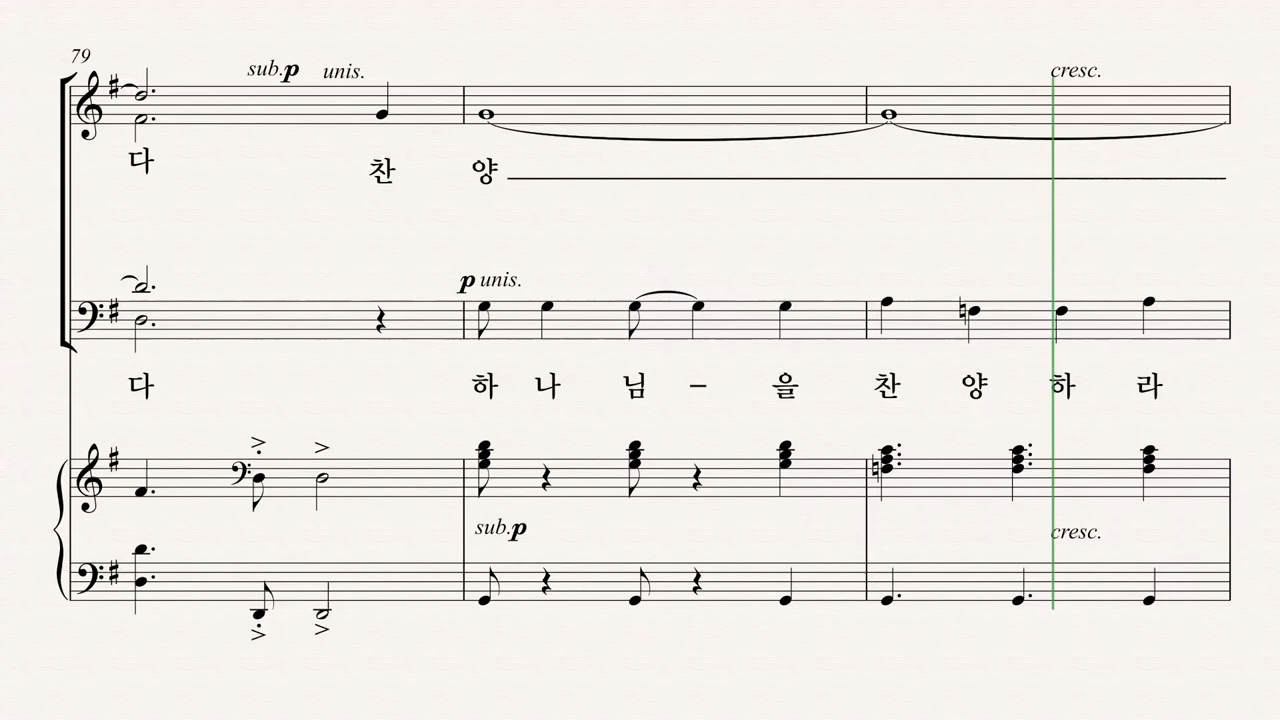 79
sub.p unis. cresc.
다 찬 양
p unis.
다 하 나 님 – 을 찬 양 하 라
sub.p cresc.